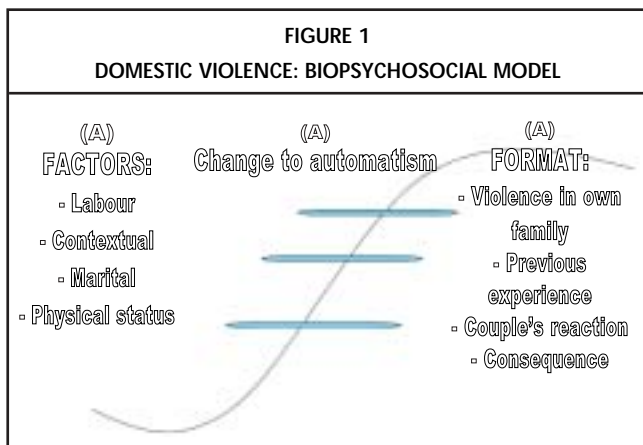 FIGURE 1
DOMESTIC VIOLENCE: BIOPSYCHOSOCIAL MODEL
(A)
FACTORS:
- Labour
- Contextual
- Marital
- Physical status
(A)
Change to automatism
(A)
FORMAT:
- Violence in own
family
- Previous
experience
- Couple's reaction
- Consequence